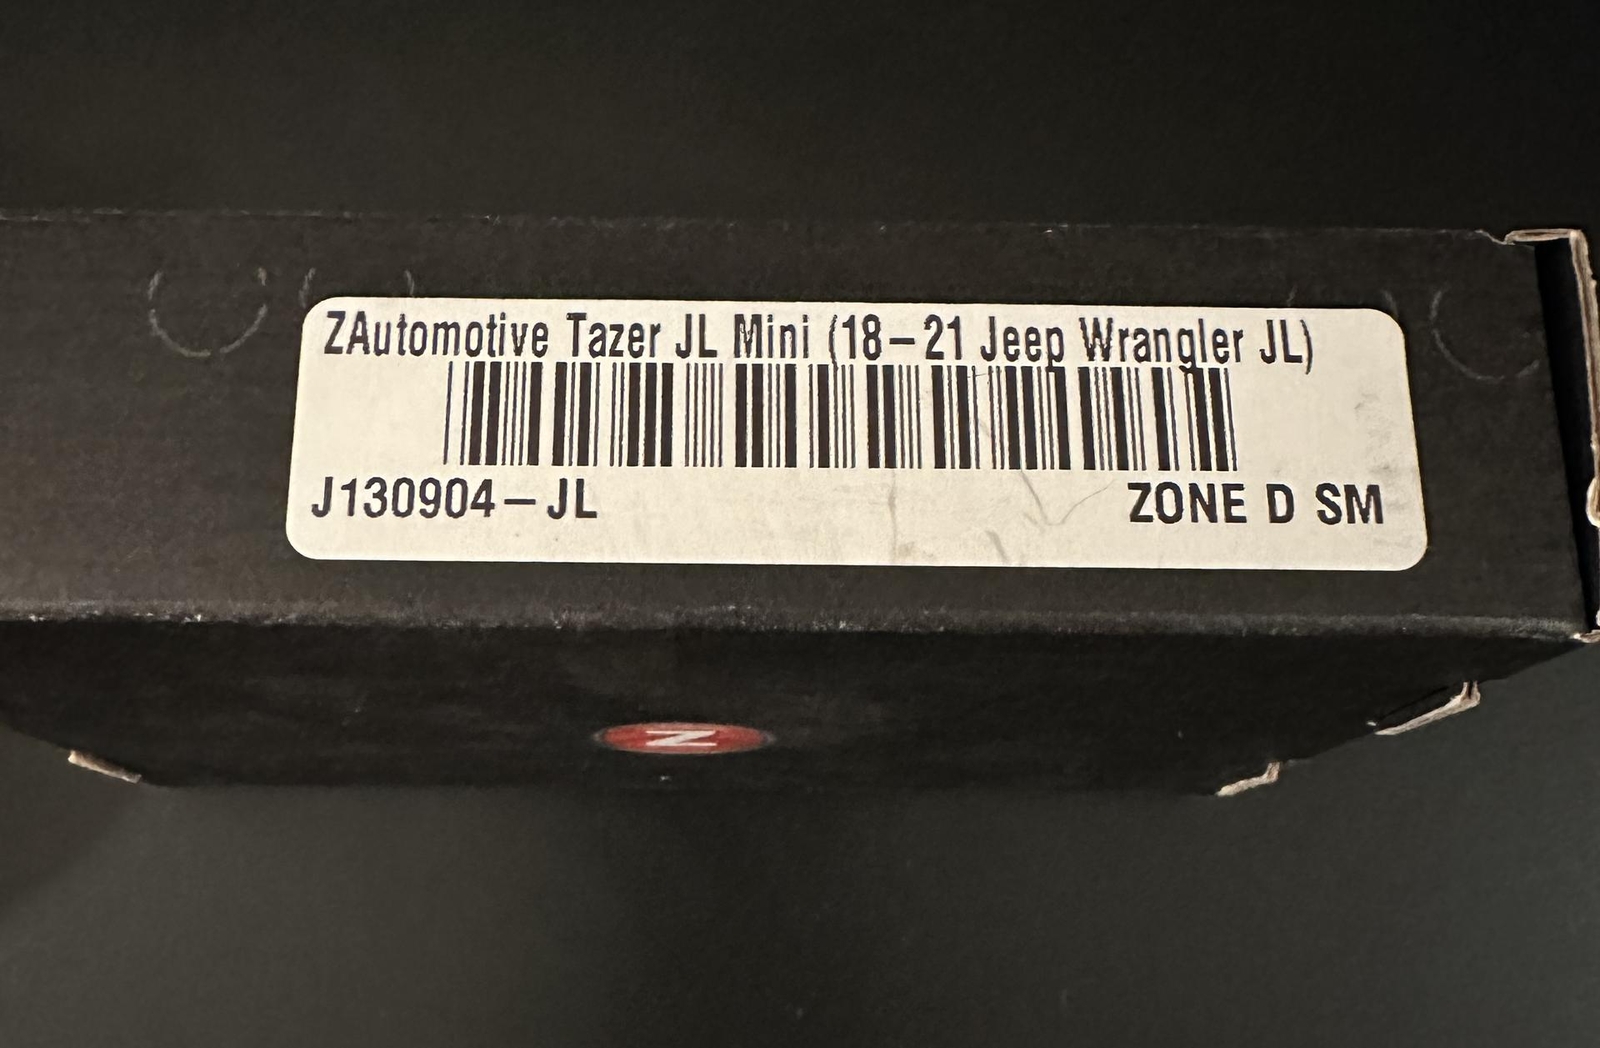 ZAutomotive Tazer JL Mini (18-21 Jeep Wrangler JL)
J130904-JL
ZONE D SM
Z